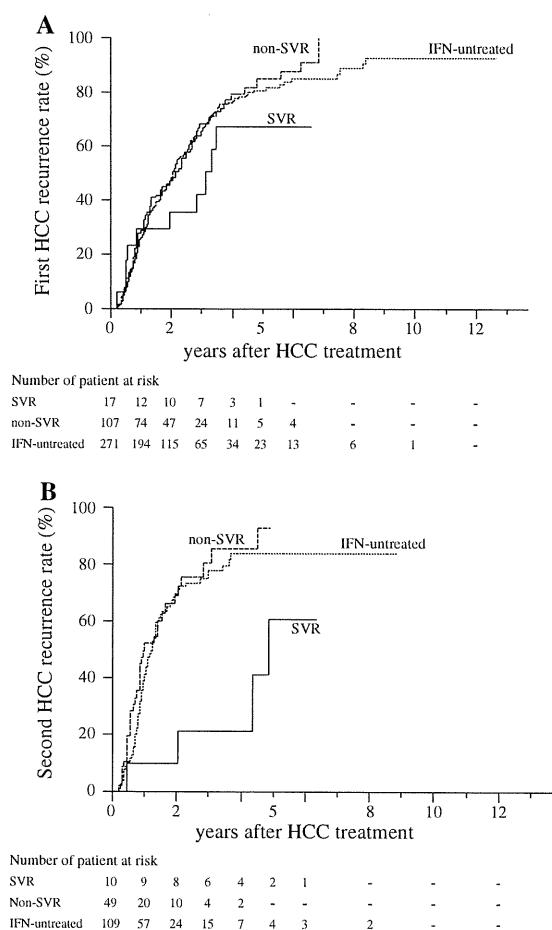 A
100
80
60
40
20
0
First HCC recurrence rate (%)
non-SVR
IFN-untreated
SVR
0 2 5 8 10 12
years after HCC treatment
Number of patient at risk
SVR 17 12 10 7 3 1 - - - -
non-SVR 107 74 47 24 11 5 4 - - -
IFN-untreated 271 194 115 65 34 23 13 6 1 -
B
100
80
60
40
20
0
Second HCC recurrence rate (%)
non-SVR
IFN-untreated
SVR
0 2 5 8 10 12
years after HCC treatment
Number of patient at risk
SVR 10 9 8 6 4 2 1 - - -
Non-SVR 49 20 10 4 2 - - - - -
IFN-untreated 109 57 24 15 7 4 3 2 - -